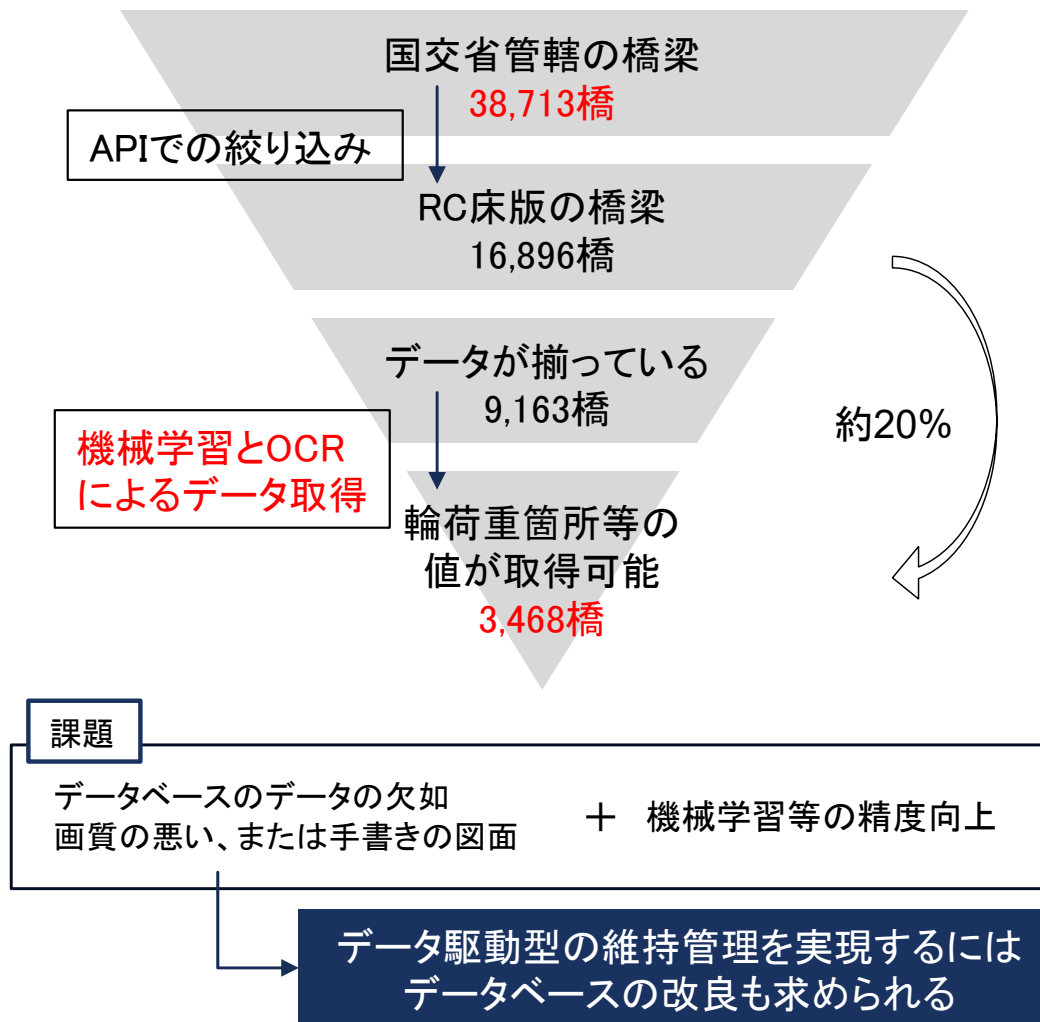 国交省管轄の橋梁
38,713橋
APIでの絞り込み
RC床版の橋梁
16,896橋
データが揃っている
9,163橋
約20%
機械学習とOCR
によるデータ取得
輪荷重箇所等の
値が取得可能
3,468橋
課題
データベースのデータの欠如
画質の悪い、または手書きの図面
＋ 機械学習等の精度向上
データ駆動型の維持管理を実現するには
データベースの改良も求められる